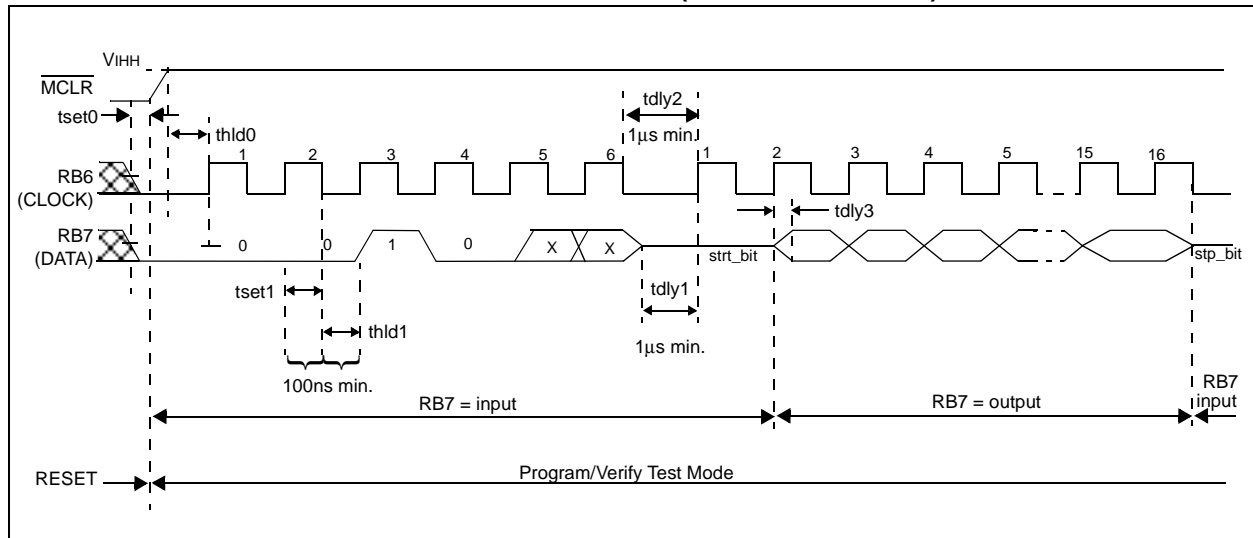 VIHH
MCLR
tset0
thld0
tdly2
1µs min.
1 2 3 4 5 6 1 2 3 4 5 15 16
RB6
(CLOCK)
tdly3
RB7
(DATA)
0 0 1 0 X X strt_bit stp_bit
tset1
tdly1
thld1
1µs min.
100ns min.
RB7 = input
RB7 = output
RB7
input
RESET
Program/Verify Test Mode